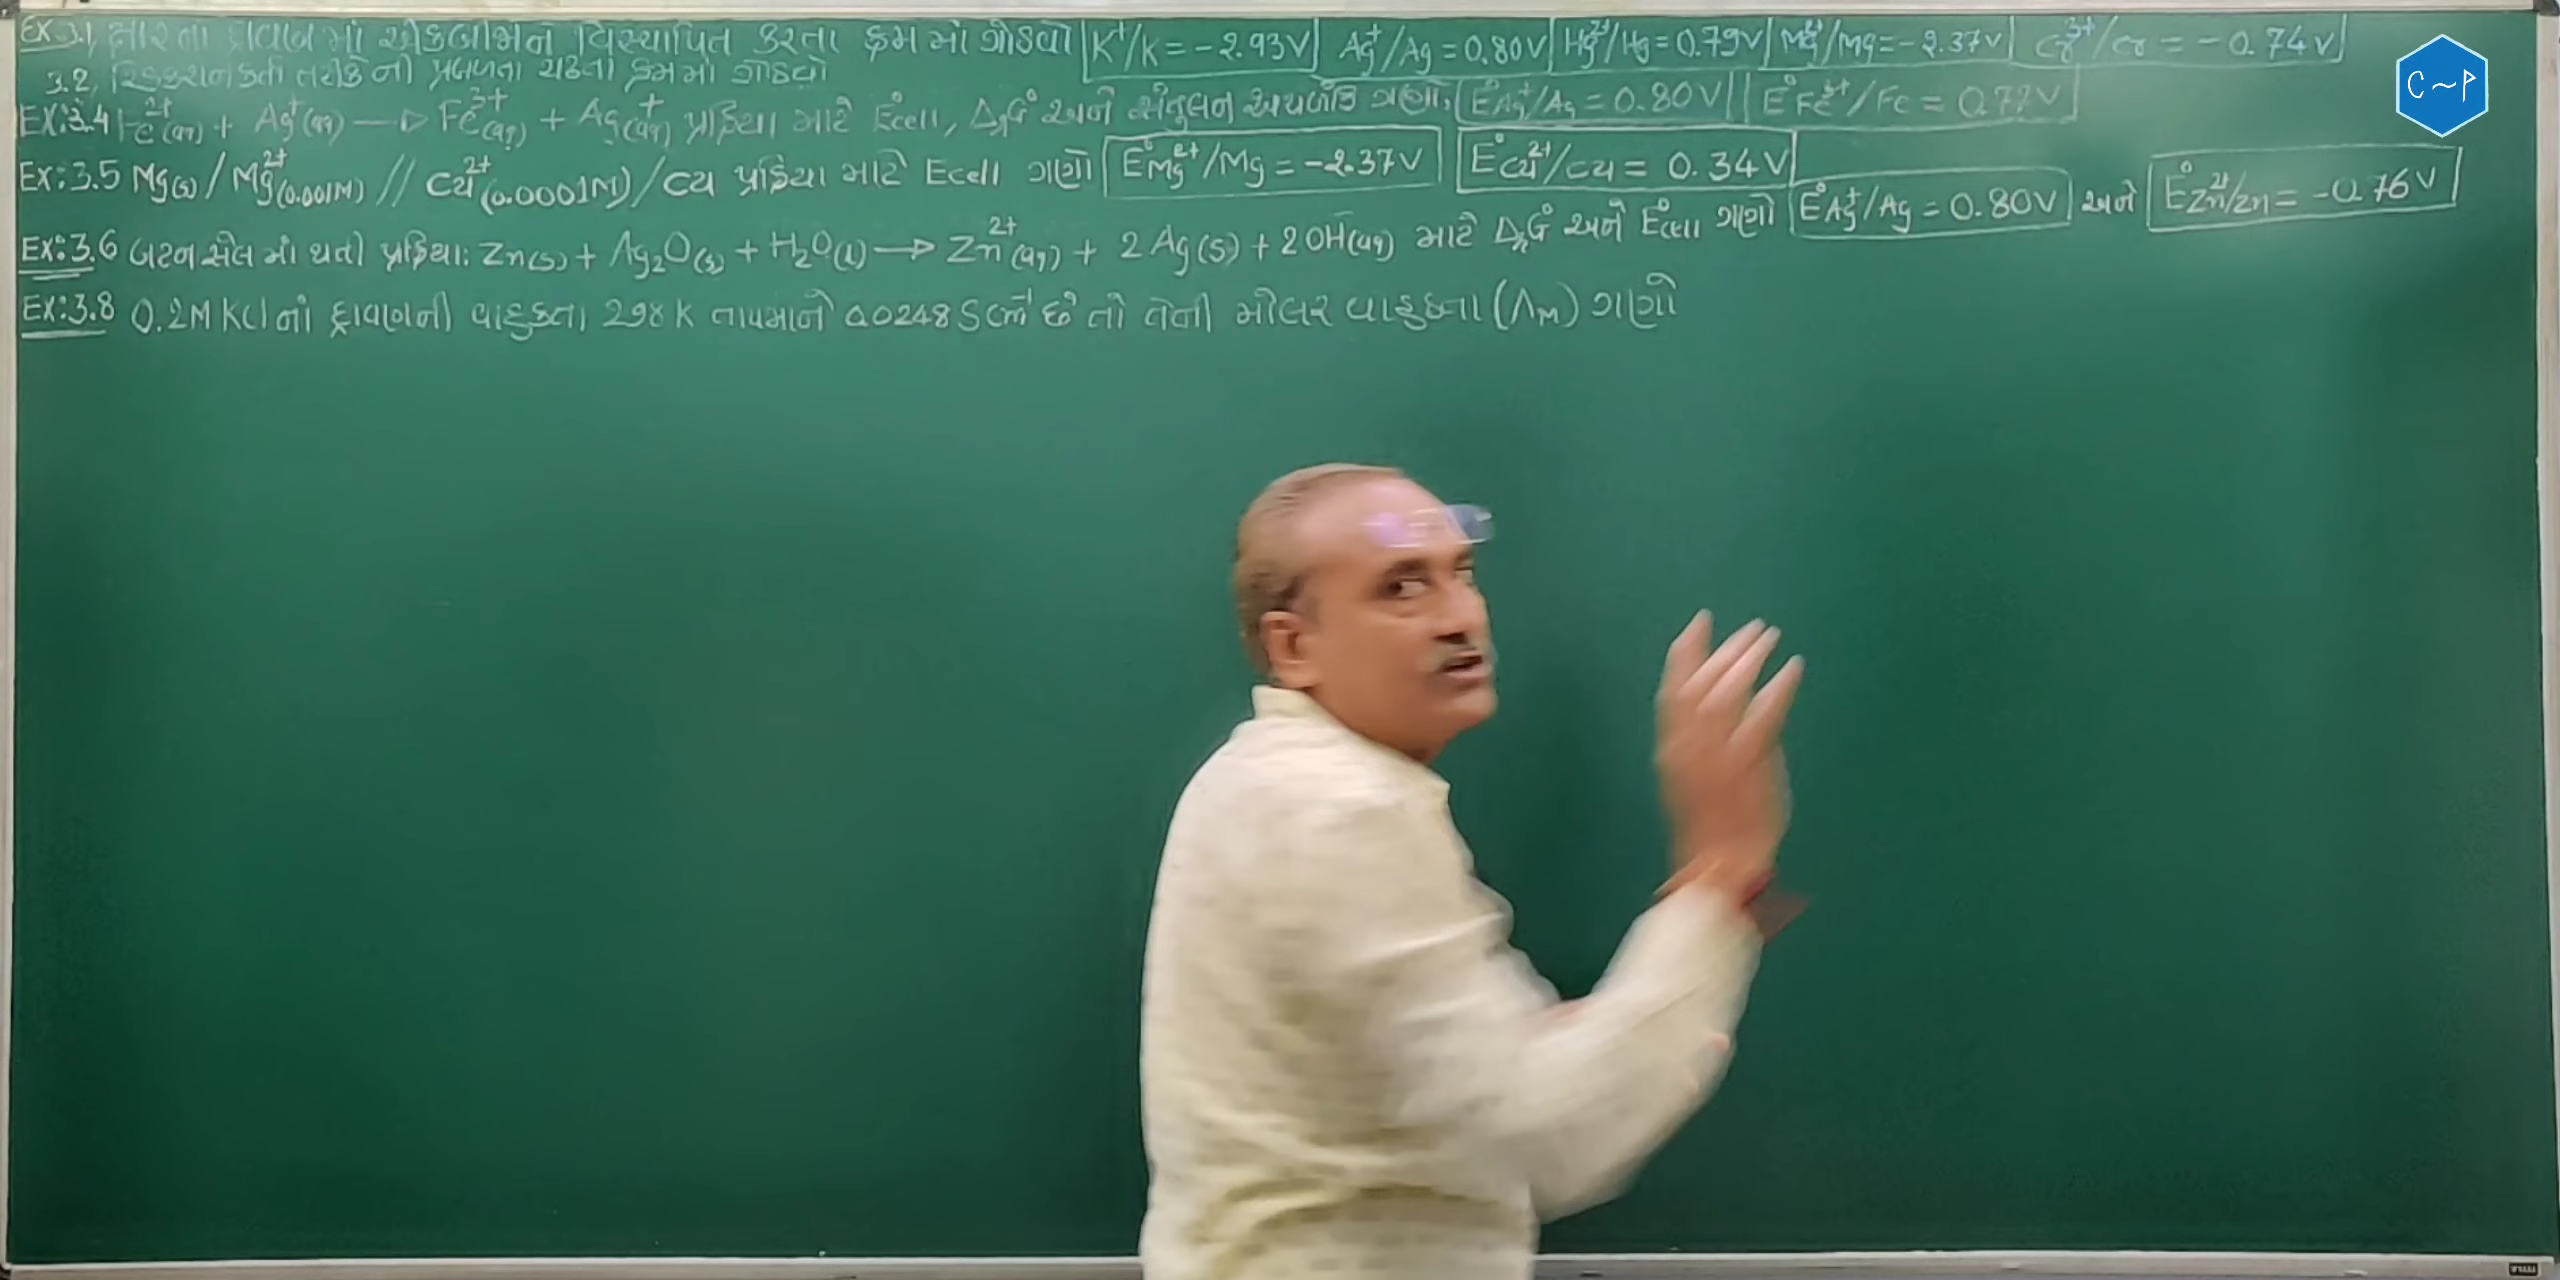 EX 3.1, ક્ષારના દ્રાવણ માં એકબીજાને વિસ્થાપિત કરતા ક્રમ માં ગોઠવો K⁺/K = -2.93V Ag⁺/Ag = 0.80V Hg²⁺/Hg = 0.79V Mg²⁺/Mg = -2.37V Cr³⁺/Cr = -0.74V
3.2, રિડક્શનકર્તા તરીકેની પ્રબળતા ચઢતા ક્રમમાં ગોઠવો
EX:3.4 Fe²⁺(aq) + Ag⁺(aq) → Fe³⁺(aq) + Ag⁺(aq) પ્રક્રિયા માટે E°cell, ΔrG° અને સંતુલન અચળાંક ગણો, E°Ag⁺/Ag = 0.80V E°Fe³⁺/Fe = 0.77V
EX:3.5 Mg(s) / Mg²⁺(0.001M) // Cu²⁺(0.0001M) / Cu પ્રક્રિયા માટે Ecell ગણો E°Mg²⁺/Mg = -2.37V E°Cu²⁺/Cu = 0.34V
EX:3.6 બટન સેલ માં થતી પ્રક્રિયા: Zn(s) + Ag₂O(s) + H₂O(l) → Zn²⁺(aq) + 2Ag(s) + 2OH⁻(aq) માટે ΔrG° અને E°cell ગણો E°Ag⁺/Ag = 0.80V અને E°Zn²⁺/Zn = -0.76V
EX:3.8 0.2M KCl નાં દ્રાવણની વાહકતા 298K તાપમાને 0.0248 S cm⁻¹ છે તો તેની મોલર વાહકતા (Λₘ) ગણો
C~P